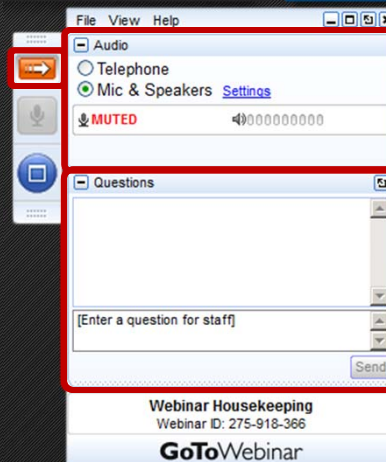 File View Help
Audio
Telephone
Mic & Speakers Settings
MUTED
Questions
[Enter a question for staff]
Send
Webinar Housekeeping
Webinar ID: 275-918-366
GoToWebinar